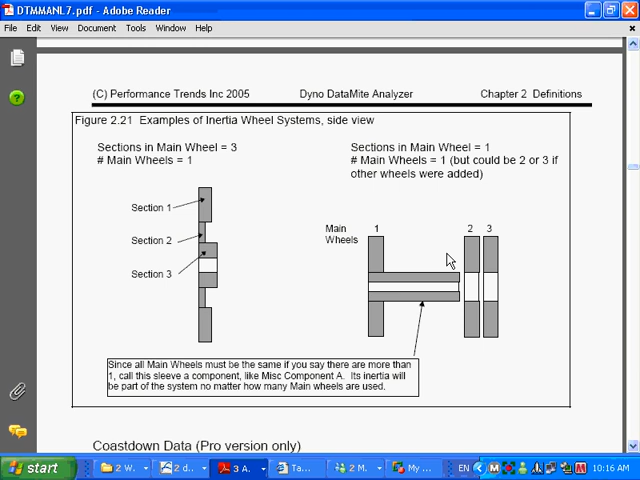 DTMMANL7.pdf - Adobe Reader
File Edit View Document Tools Window Help
(C) Performance Trends Inc 2005 Dyno DataMite Analyzer Chapter 2 Definitions
Figure 2.21 Examples of Inertia Wheel Systems, side view
Sections in Main Wheel = 3
# Main Wheels = 1
Sections in Main Wheel = 1
# Main Wheels = 1 (but could be 2 or 3 if
other wheels were added)
Section 1
Section 2
Section 3
Main
Wheels
1 2 3
Since all Main Wheels must be the same if you say there are more than
1, call this sleeve a component, like Misc Component A. Its inertia will
be part of the system no matter how many Main wheels are used.
Coastdown Data (Pro version only)
start 2 W... 2 d... 3 A... Ta... 2 M... My ... EN 10:16 AM